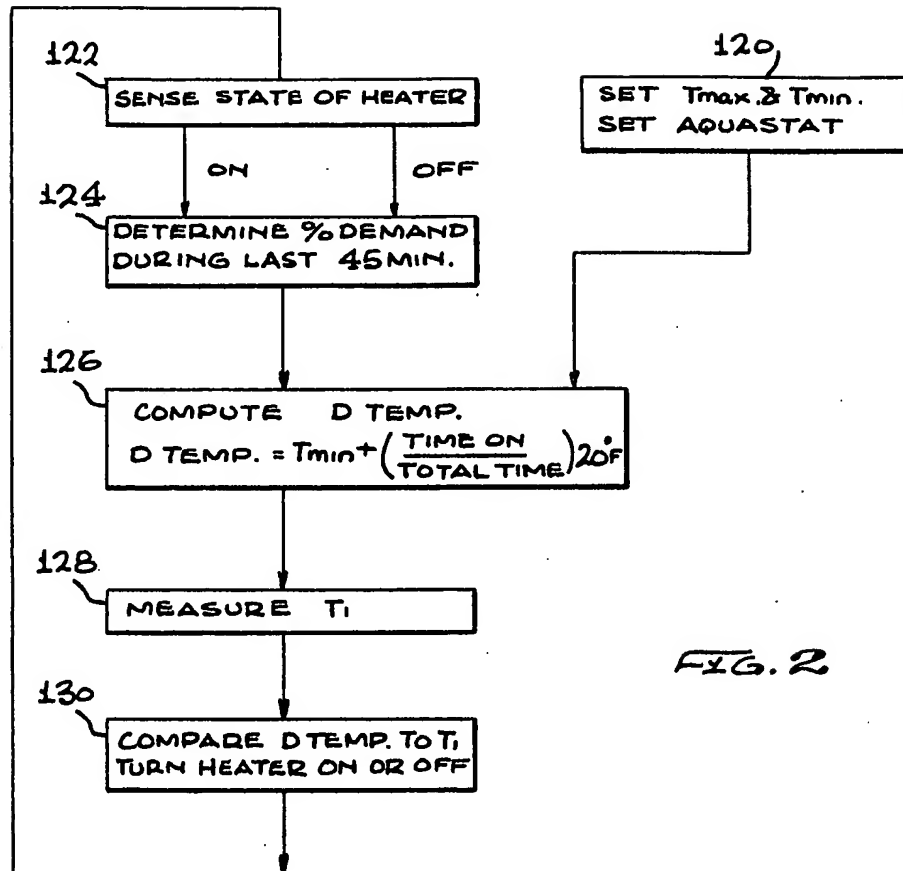 122
SENSE STATE OF HEATER
ON
OFF
120
SET Tmax. & Tmin.
SET AQUASTAT
124
DETERMINE % DEMAND
DURING LAST 45 MIN.
126
COMPUTE D TEMP.
D TEMP. = Tmin + (TIME ON / TOTAL TIME) 20°F
128
MEASURE T1
130
COMPARE D TEMP. TO T1
TURN HEATER ON OR OFF
FIG. 2